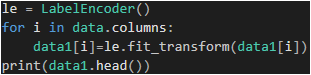 le = LabelEncoder()
for i in data.columns:
    data1[i]=le.fit_transform(data1[i])
print(data1.head())